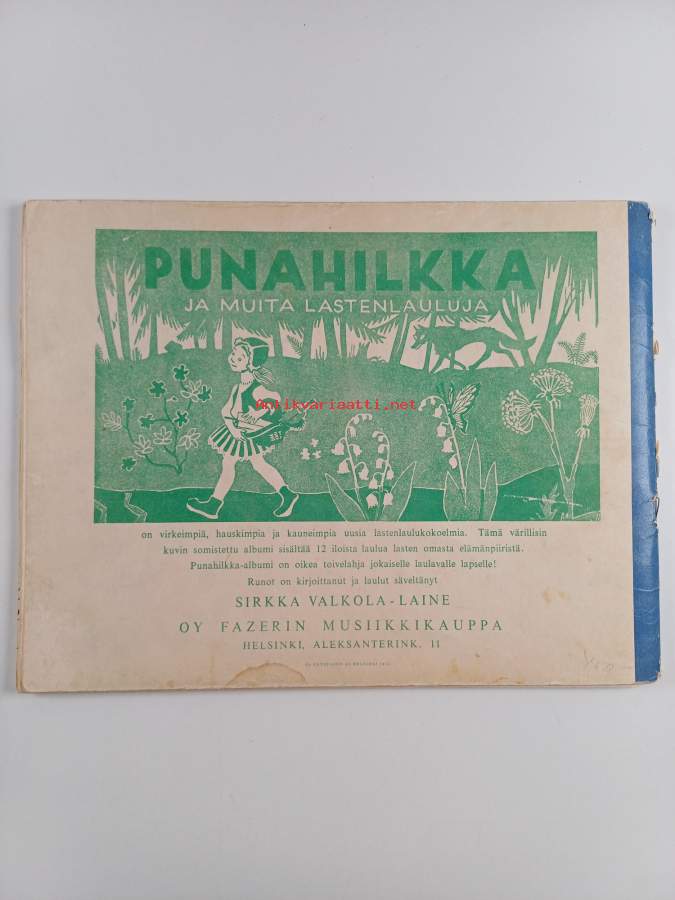 PUNAHILKKA
JA MUITA LASTENLAULUJA
Antikvariaatti.net
on virkeimpiä, hauskimpia ja kauneimpia uusia lastenlaulukokoelmia. Tämä värillisin
kuvin somistettu albumi sisältää 12 iloista laulua lasten omasta elämänpiiristä.
Punahilkka-albumi on oikea toivelahja jokaiselle laulavalle lapselle!
Runot on kirjoittanut ja laulut säveltänyt
SIRKKA VALKOLA-LAINE
OY FAZERIN MUSIIKKIKAUPPA
HELSINKI, ALEKSANTERINK. 11